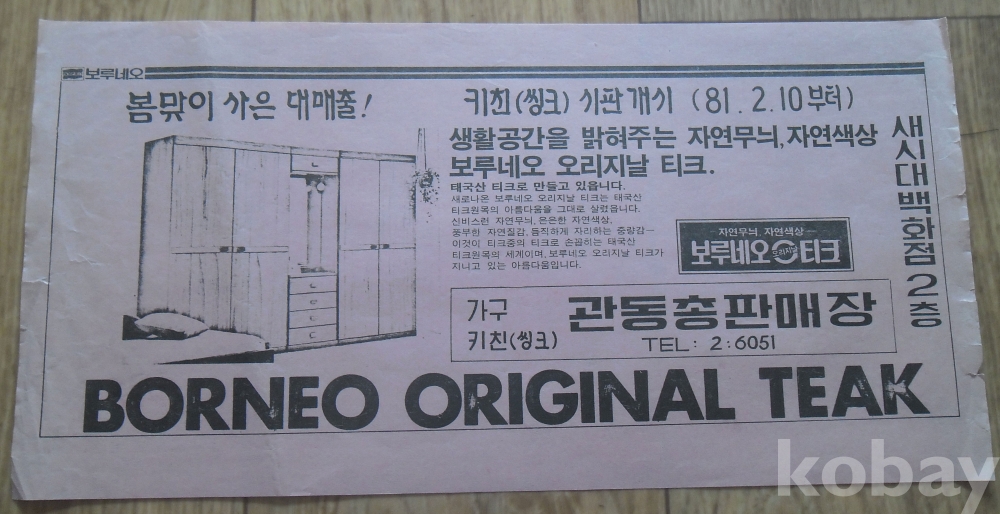 보루네오
봄맞이 사은 대매출!
키친(씽크) 시판개시 (81.2.10부터)
생활공간을 밝혀주는 자연무늬, 자연색상
보루네오 오리지날 티크.
태국산 티크로 만들고 있읍니다.
새로나온 보루네오 오리지날 티크는 태국산
티크원목의 아름다움을 그대로 살렸읍니다.
신비스런 자연무늬, 은은한 자연색상,
풍부한 자연질감, 듬직하게 자리하는 중량감—
이것이 티크중의 티크로 손꼽히는 태국산
티크원목의 세계이며, 보루네오 오리지날 티크가
지니고 있는 아름다움입니다.
— 자연무늬, 자연색상 —
보루네오 오리지날 티크
새시대백화점 2층
가구
키친(씽크)
관동총판매장
TEL: 2:6051
BORNEO ORIGINAL TEAK
kobay